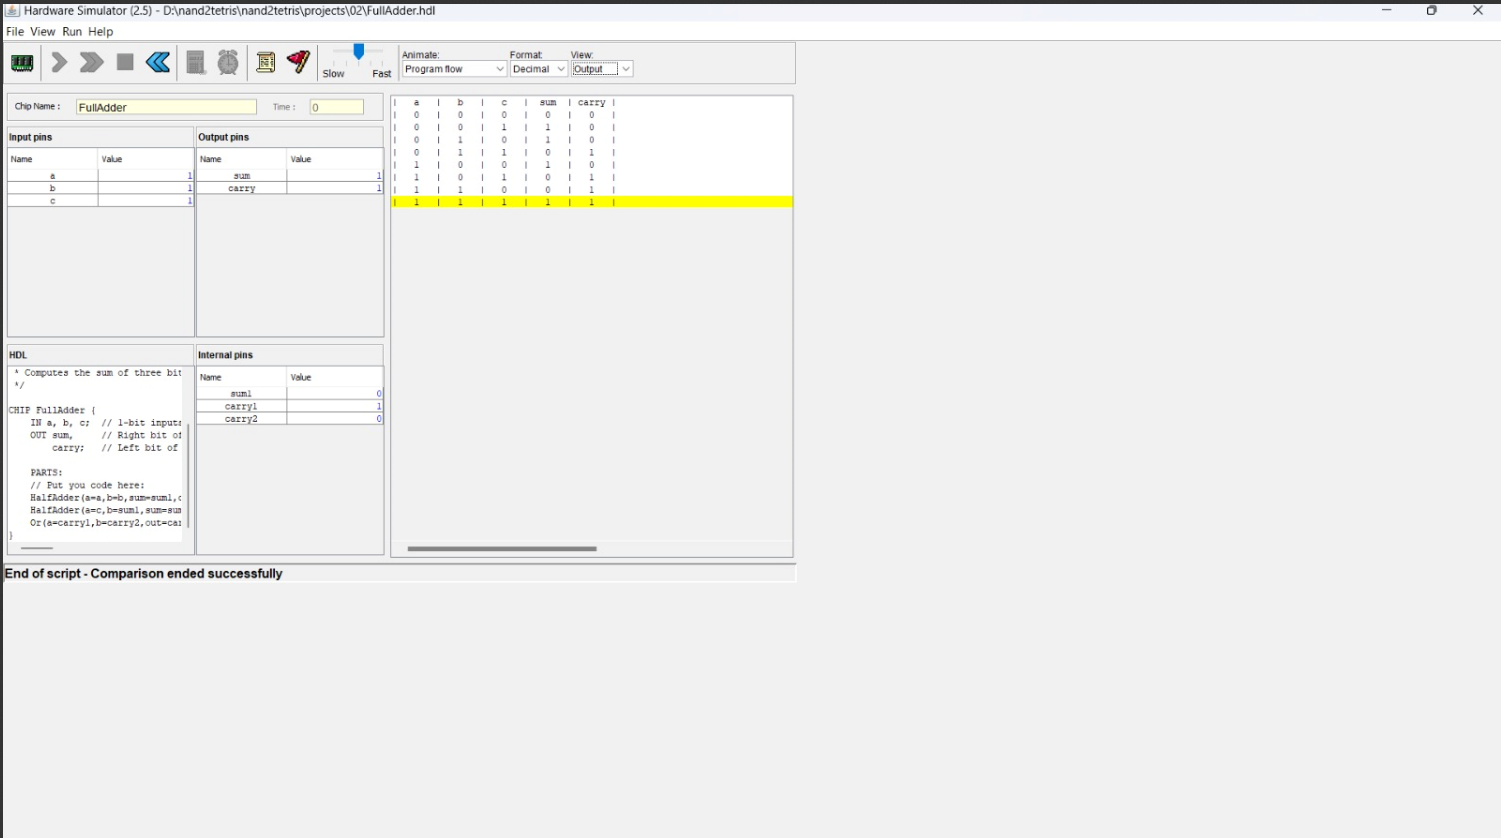 Hardware Simulator (2.5) - D:\nand2tetris\nand2tetris\projects\02\FullAdder.hdl
File View Run Help
Slow Fast
Animate: Format: View:
Program flow Decimal Output
Chip Name : FullAdder Time : 0
Input pins Output pins
Name Value Name Value
a 1 sum 1
b 1 carry 1
c 1
| a | b | c | sum | carry |
| 0 | 0 | 0 | 0 | 0 |
| 0 | 0 | 1 | 1 | 0 |
| 0 | 1 | 0 | 1 | 0 |
| 0 | 1 | 1 | 0 | 1 |
| 1 | 0 | 0 | 1 | 0 |
| 1 | 0 | 1 | 0 | 1 |
| 1 | 1 | 0 | 0 | 1 |
| 1 | 1 | 1 | 1 | 1 |
HDL
* Computes the sum of three bit
*/
CHIP FullAdder {
IN a, b, c; // 1-bit inputs
OUT sum, // Right bit of
carry; // Left bit of
PARTS:
// Put you code here:
HalfAdder(a=a,b=b,sum=sum1,c
HalfAdder(a=c,b=sum1,sum=sum
Or(a=carry1,b=carry2,out=car
}
Internal pins
Name Value
sum1 0
carry1 1
carry2 0
End of script - Comparison ended successfully